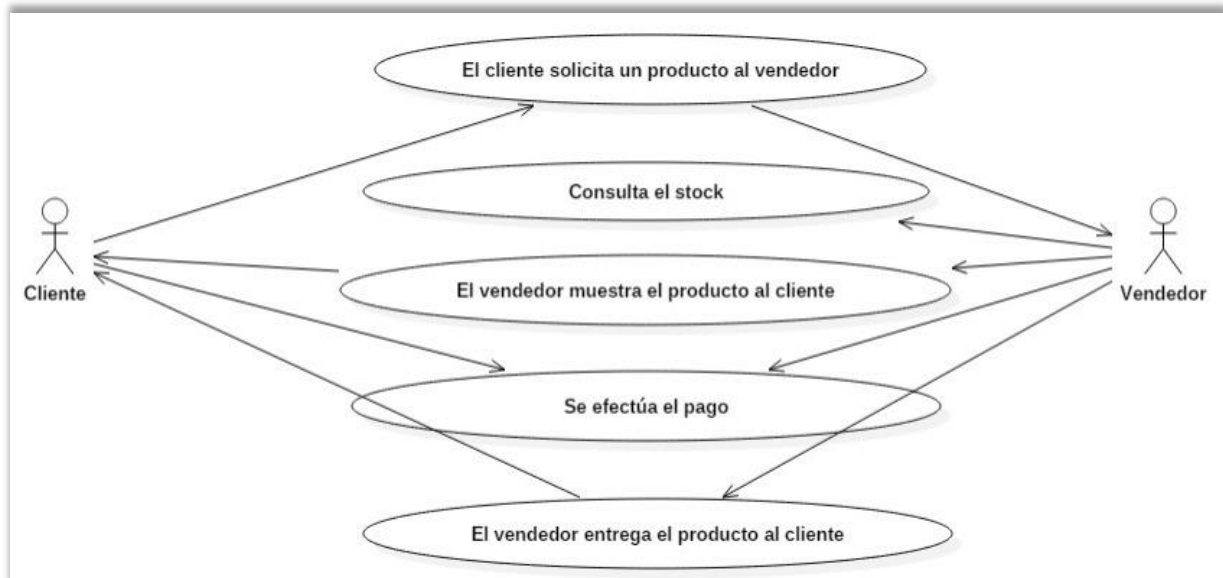 El cliente solicita un producto al vendedor
Consulta el stock
El vendedor muestra el producto al cliente
Cliente
Vendedor
Se efectúa el pago
El vendedor entrega el producto al cliente